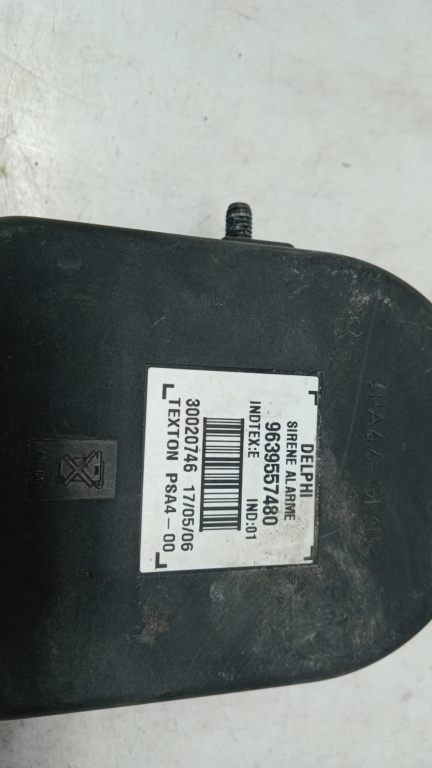 DELPHI
SIRENE ALARME
9639557480
INDTEX:E IND:01
30020746 17/05/06
TEXTON PSA4-00